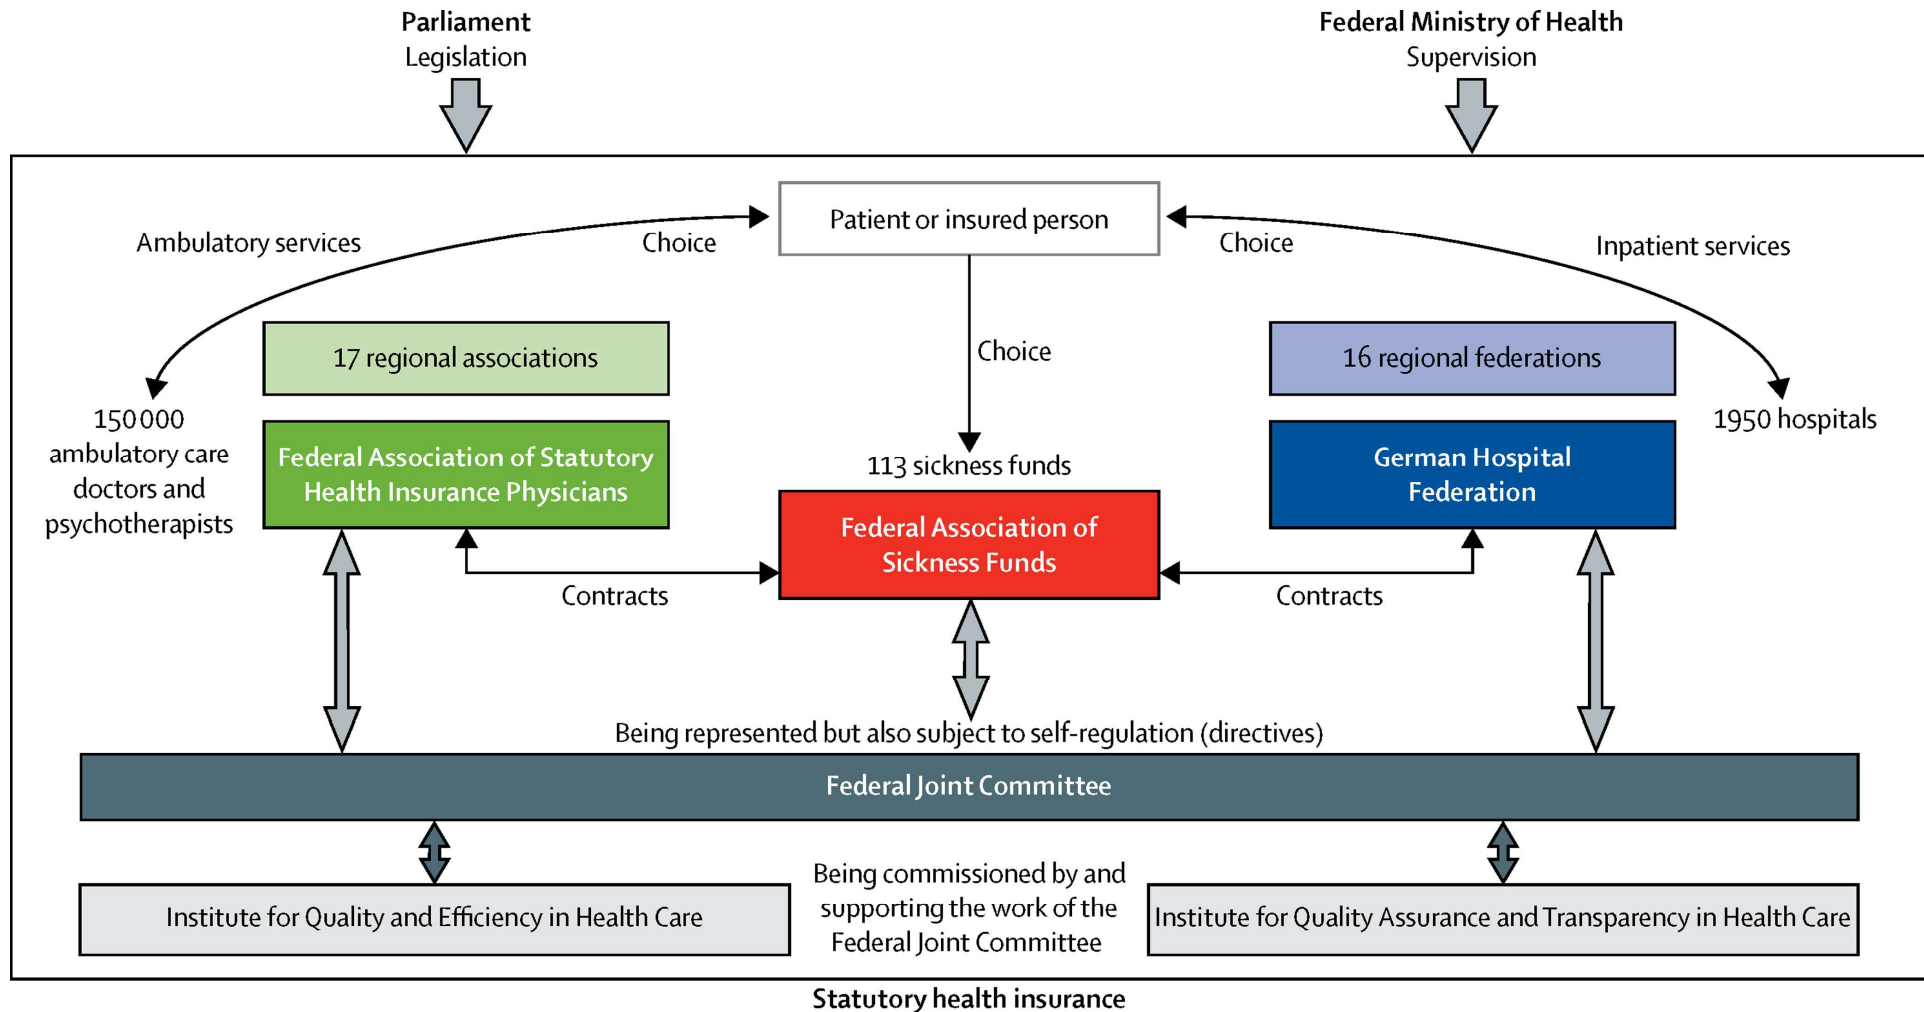 Parliament
Legislation
Federal Ministry of Health
Supervision
Patient or insured person
Ambulatory services
Choice
Choice
Inpatient services
17 regional associations
Choice
16 regional federations
150 000
ambulatory care
doctors and
psychotherapists
Federal Association of Statutory
Health Insurance Physicians
113 sickness funds
Federal Association of
Sickness Funds
German Hospital
Federation
1950 hospitals
Contracts
Contracts
Being represented but also subject to self-regulation (directives)
Federal Joint Committee
Institute for Quality and Efficiency in Health Care
Being commissioned by and
supporting the work of the
Federal Joint Committee
Institute for Quality Assurance and Transparency in Health Care
Statutory health insurance